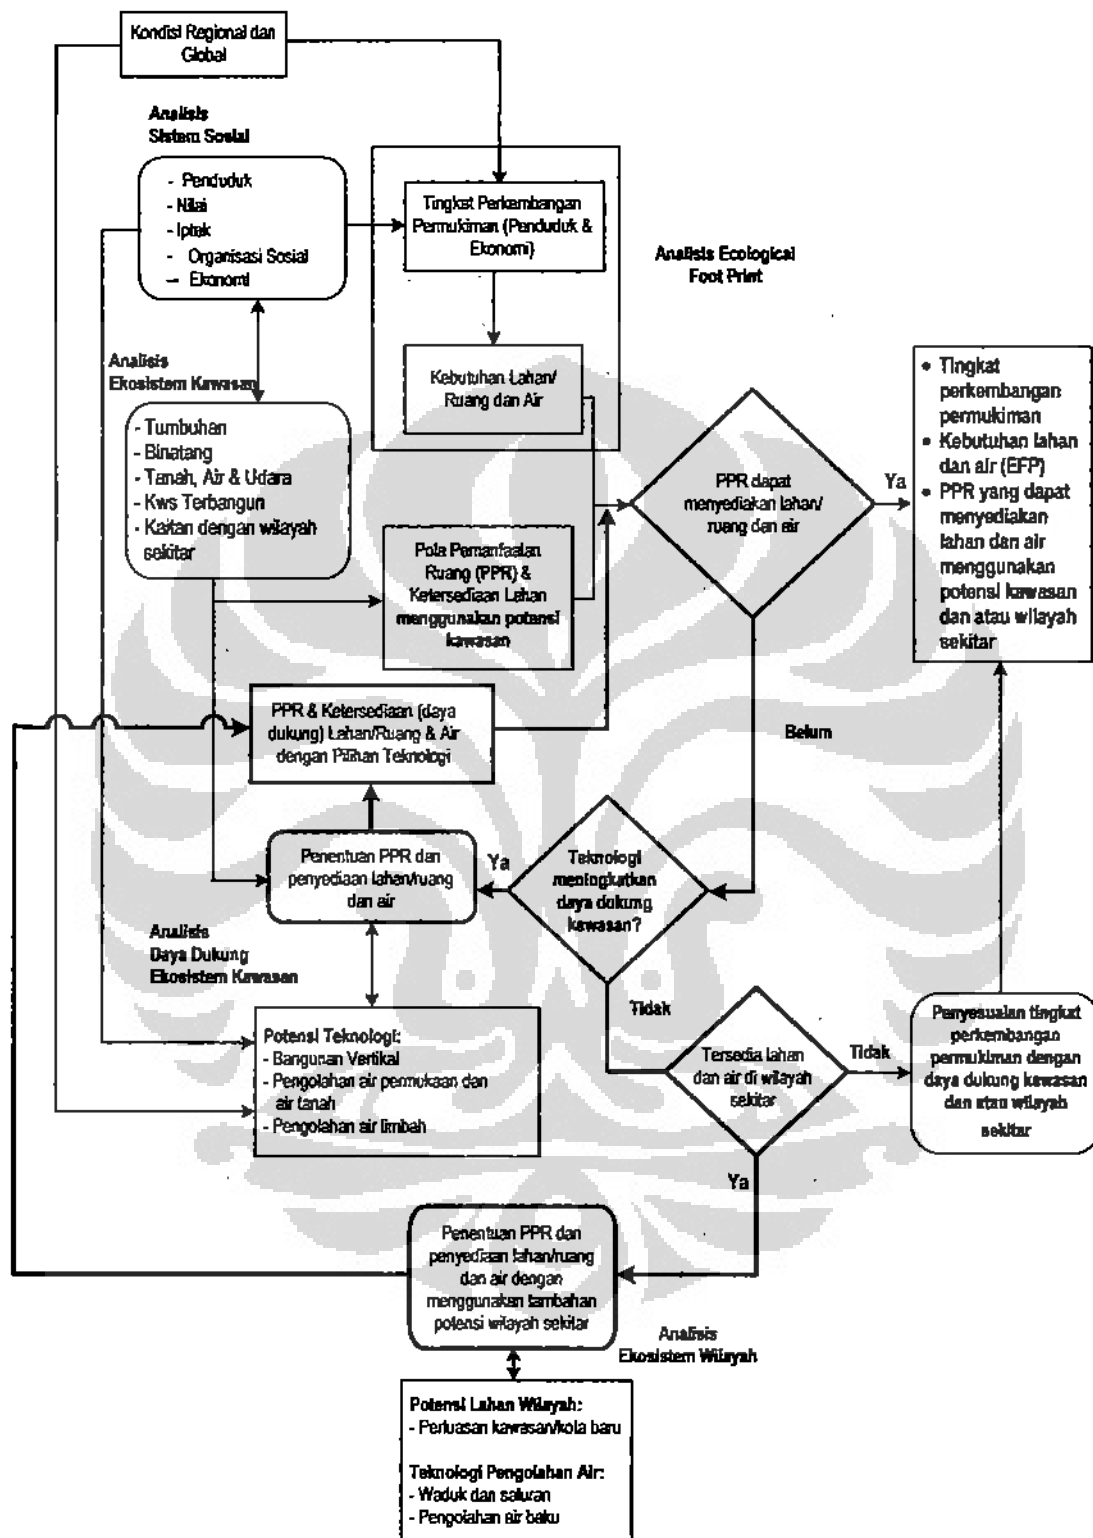 Kondisi Regional dan
Global
Analisis
Sistem Sosial
- Penduduk
- Nilai
- Iptek
- Organisasi Sosial
- Ekonomi
Tingkat Perkembangan
Permukiman (Penduduk &
Ekonomi)
Analisis Ecological
Foot Print
Kebutuhan Lahan/
Ruang dan Air
Analisis
Ekosistem Kawasan
- Tumbuhan
- Binatang
- Tanah, Air & Udara
- Kws Terbangun
- Kaitan dengan wilayah
sekitar
PPR dapat
menyediakan lahan/
ruang dan air
Ya
• Tingkat
perkembangan
permukiman
• Kebutuhan lahan
dan air (EFP)
• PPR yang dapat
menyediakan
lahan dan air
menggunakan
potensi kawasan
dan atau wilayah
sekitar
Pola Pemanfaatan
Ruang (PPR) &
Ketersediaan Lahan
menggunakan potensi
kawasan
PPR & Ketersediaan (daya
dukung) Lahan/Ruang & Air
dengan Pilihan Teknologi
Belum
Penentuan PPR dan
penyediaan lahan/ruang
dan air
Ya
Teknologi
meningkatkan
daya dukung
kawasan?
Analisis
Daya Dukung
Ekosistem Kawasan
Tidak
Potensi Teknologi:
- Bangunan Vertikal
- Pengolahan air permukaan dan
air tanah
- Pengolahan air limbah
Tersedia lahan
dan air di wilayah
sekitar
Tidak
Penyesuaian tingkat
perkembangan
permukiman dengan
daya dukung kawasan
dan atau wilayah
sekitar
Ya
Penentuan PPR dan
penyediaan lahan/ruang
dan air dengan
menggunakan tambahan
potensi wilayah sekitar
Analisis
Ekosistem Wilayah
Potensi Lahan Wilayah:
- Perluasan kawasan/kota baru
Teknologi Pengolahan Air:
- Waduk dan saluran
- Pengolahan air baku